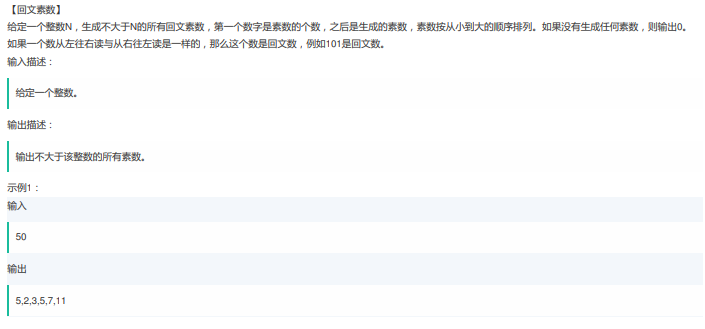 【回文素数】
给定一个整数N，生成不大于N的所有回文素数，第一个数字是素数的个数，之后是生成的素数，素数按从小到大的顺序排列。如果没有生成任何素数，则输出0。
如果一个数从左往右读与从右往左读是一样的，那么这个数是回文数，例如101是回文数。
输入描述：
给定一个整数。
输出描述：
输出不大于该整数的所有素数。
示例1：
输入
50
输出
5,2,3,5,7,11